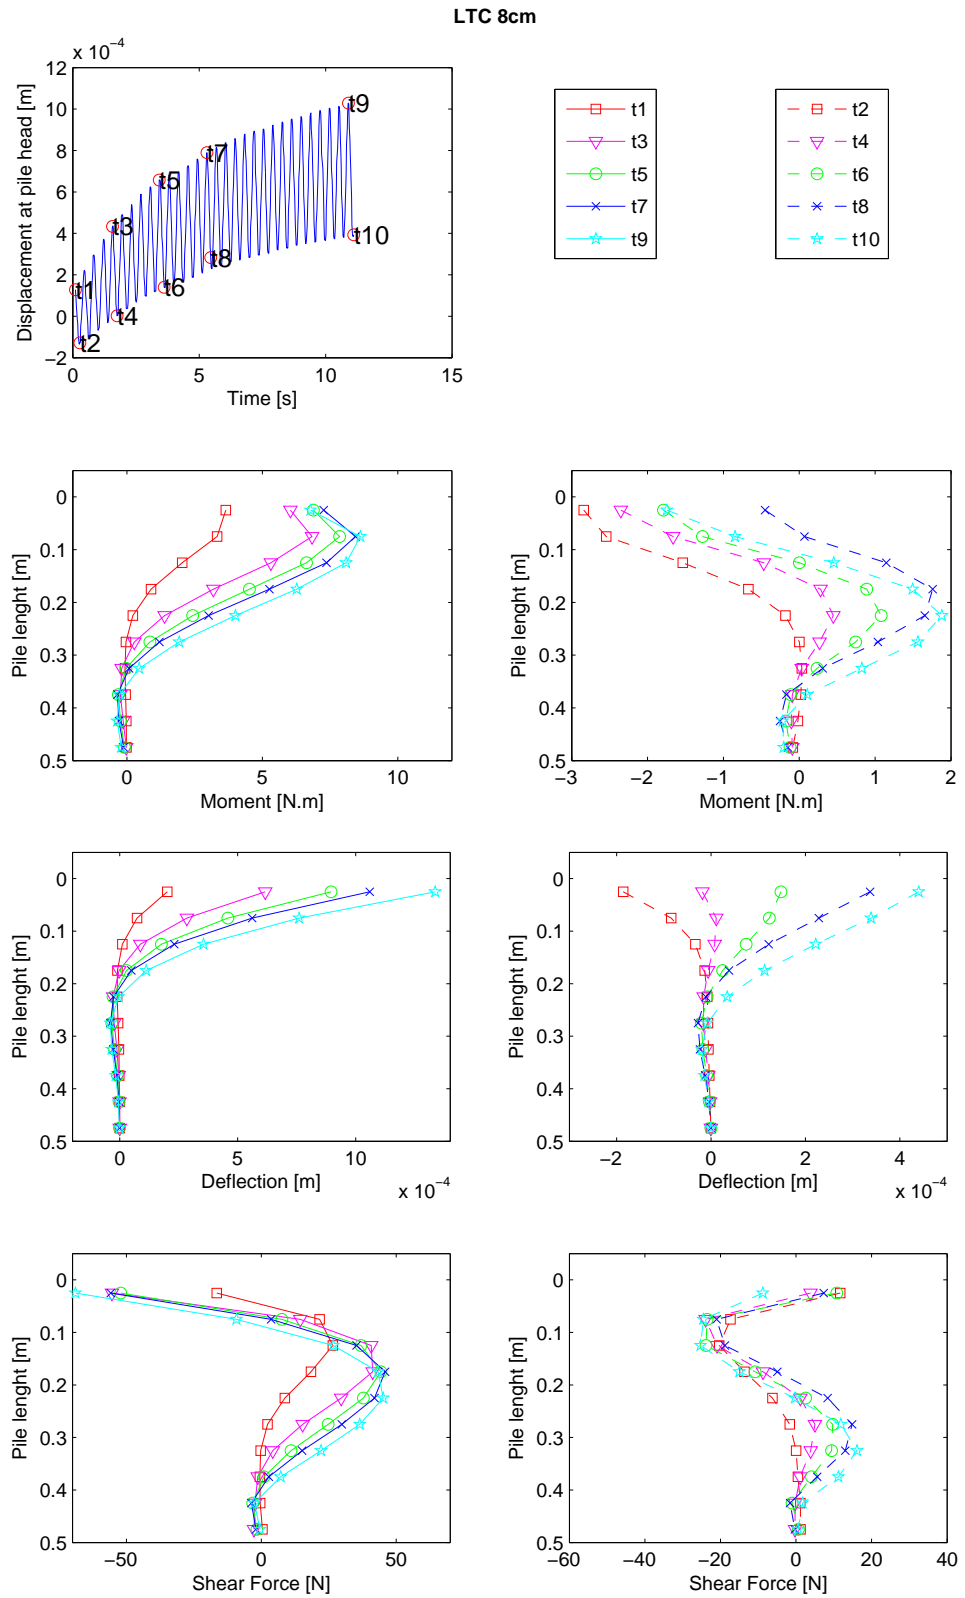 LTC 8cm
x 10−4
Displacement at pile head [m]
12
10
8
6
4
2
0
−2
0 5 10 15
Time [s]
t1
t2
t3
t4
t5
t6
t7
t8
t9
t10
t1
t3
t5
t7
t9
t2
t4
t6
t8
t10
Pile lenght [m]
0
0.1
0.2
0.3
0.4
0.5
0 5 10
Moment [N.m]
Pile lenght [m]
0
0.1
0.2
0.3
0.4
0.5
−3 −2 −1 0 1 2
Moment [N.m]
Pile lenght [m]
0
0.1
0.2
0.3
0.4
0.5
0 5 10
Deflection [m]
x 10−4
Pile lenght [m]
0
0.1
0.2
0.3
0.4
0.5
−2 0 2 4
Deflection [m]
x 10−4
Pile lenght [m]
0
0.1
0.2
0.3
0.4
0.5
−50 0 50
Shear Force [N]
Pile lenght [m]
0
0.1
0.2
0.3
0.4
0.5
−60 −40 −20 0 20 40
Shear Force [N]